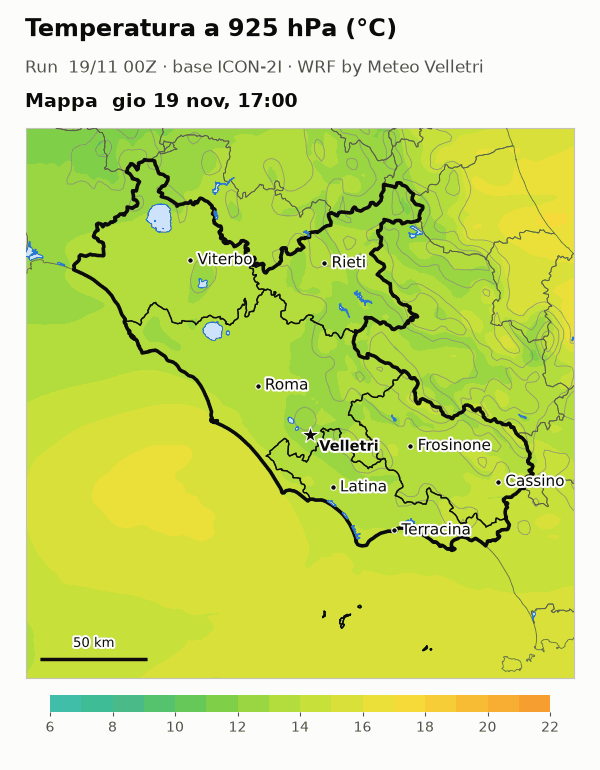 Temperatura a 925 hPa (°C)
Run  19/11 00Z · base ICON-2I · WRF by Meteo Velletri
Mappa  gio 19 nov, 17:00
Viterbo
Rieti
Roma
Velletri
Frosinone
Latina
Cassino
Terracina
50 km
6 8 10 12 14 16 18 20 22